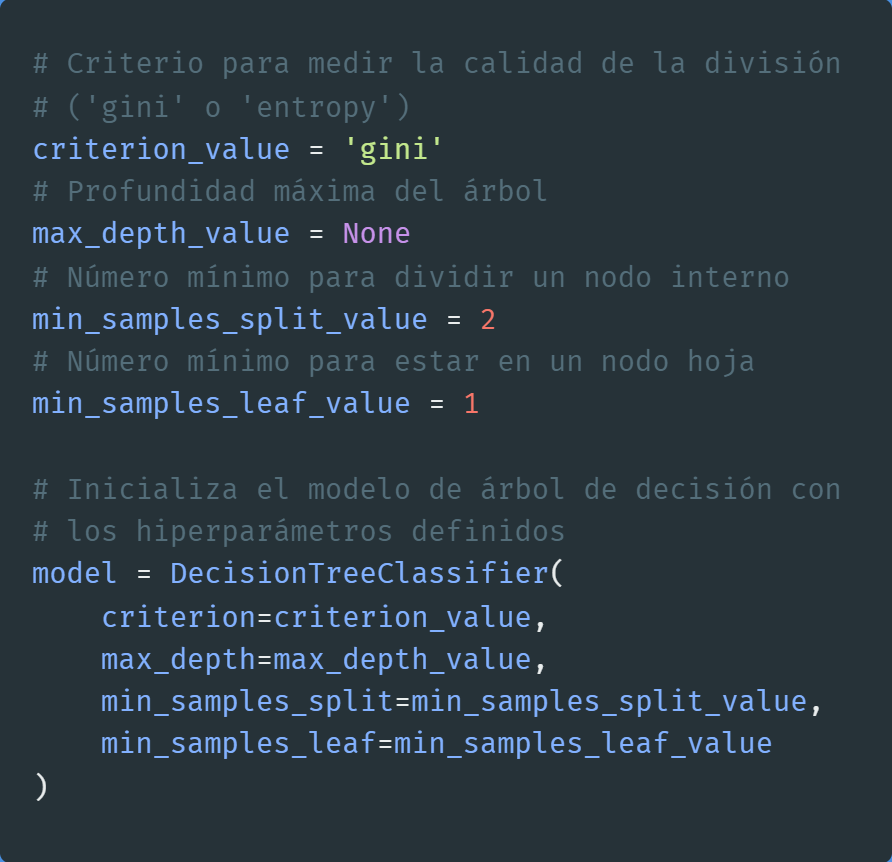 # Criterio para medir la calidad de la división
# ('gini' o 'entropy')
criterion_value = 'gini'
# Profundidad máxima del árbol
max_depth_value = None
# Número mínimo para dividir un nodo interno
min_samples_split_value = 2
# Número mínimo para estar en un nodo hoja
min_samples_leaf_value = 1

# Inicializa el modelo de árbol de decisión con
# los hiperparámetros definidos
model = DecisionTreeClassifier(
    criterion=criterion_value,
    max_depth=max_depth_value,
    min_samples_split=min_samples_split_value,
    min_samples_leaf=min_samples_leaf_value
)